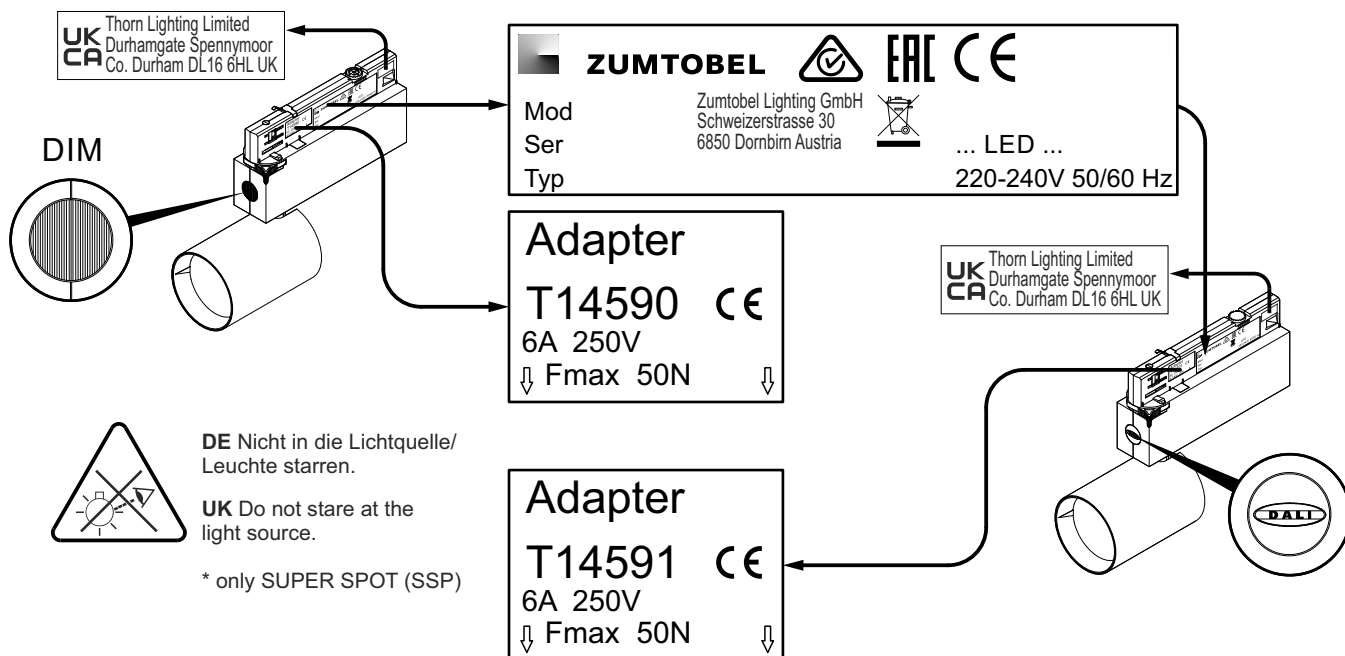 UK
CA
Thorn Lighting Limited
Durhamgate Spennymoor
Co. Durham DL16 6HL UK
ZUMTOBEL
EAC
CE
Mod
Ser
Typ
Zumtobel Lighting GmbH
Schweizerstrasse 30
6850 Dornbirn Austria
... LED ...
220-240V 50/60 Hz
DIM
Adapter
T14590 CE
6A 250V
⇩ Fmax 50N ⇩
UK
CA
Thorn Lighting Limited
Durhamgate Spennymoor
Co. Durham DL16 6HL UK
DE Nicht in die Lichtquelle/
Leuchte starren.
UK Do not stare at the
light source.
* only SUPER SPOT (SSP)
Adapter
T14591 CE
6A 250V
⇩ Fmax 50N ⇩
DALI